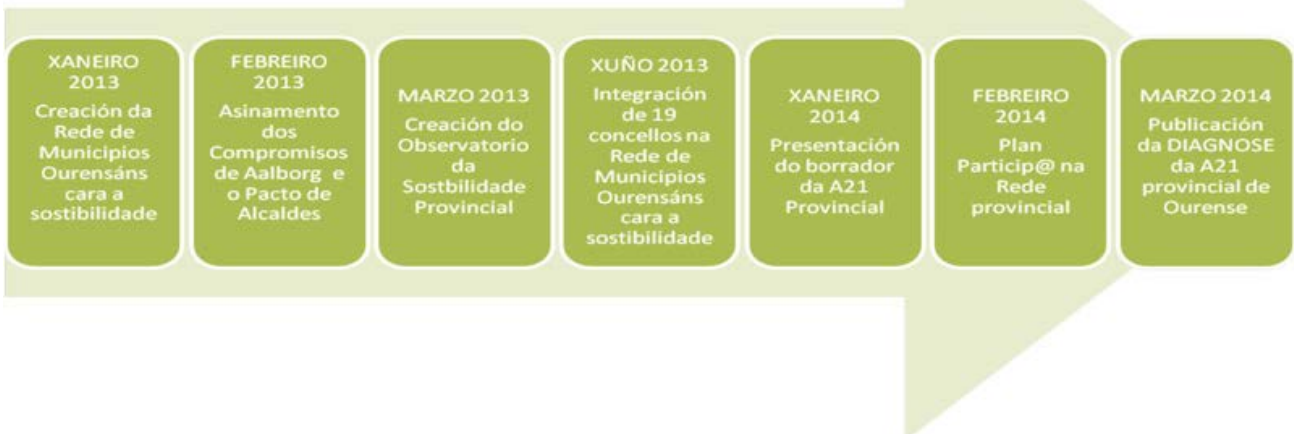 XANEIRO
2013
Creación da
Rede de
Municipios
Ourensáns
cara a
sostibilidade
FEBREIRO
2013
Asinamento
dos
Compromisos
de Aalborg e
o Pacto de
Alcaldes
MARZO 2013
Creación do
Observatorio
da
Sostbilidade
Provincial
XUÑO 2013
Integración
de 19
concellos na
Rede de
Municipios
Ourensáns
cara a
sostibilidade
XANEIRO
2014
Presentación
do borrador
da A21
Provincial
FEBREIRO
2014
Plan
Particip@ na
Rede
provincial
MARZO 2014
Publicación
da DIAGNOSE
da A21
provincial de
Ourense